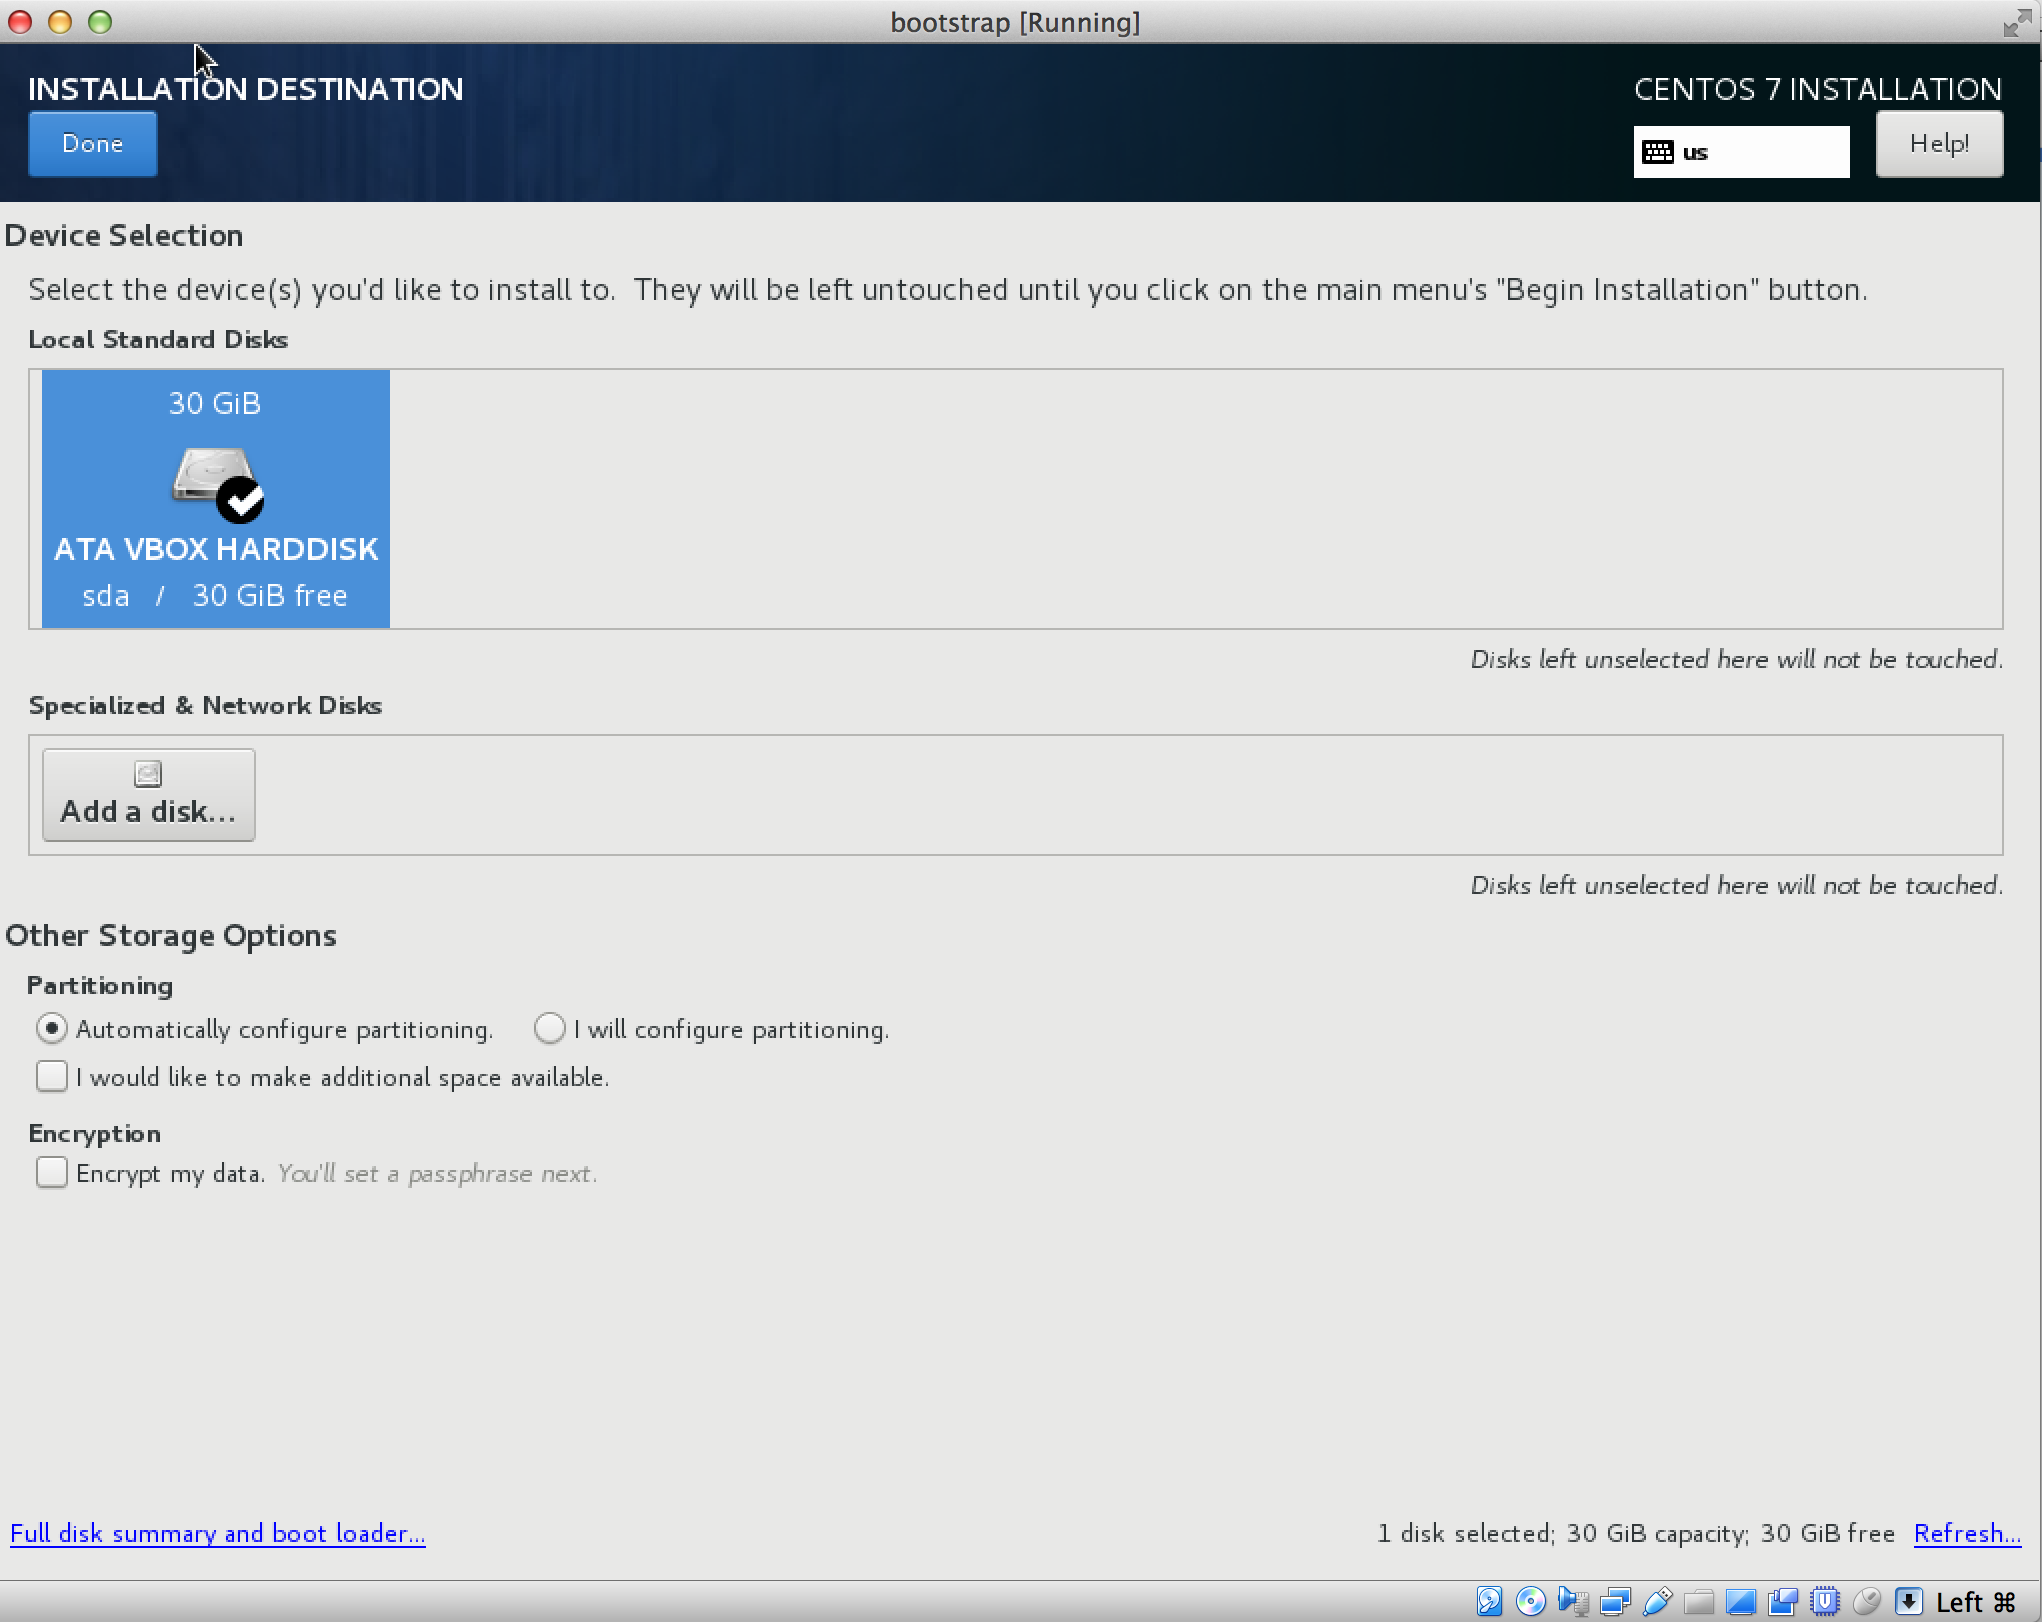 bootstrap [Running]
INSTALLATION DESTINATION
CENTOS 7 INSTALLATION
Done
us
Help!
Device Selection
Select the device(s) you'd like to install to.  They will be left untouched until you click on the main menu's "Begin Installation" button.
Local Standard Disks
30 GiB
ATA VBOX HARDDISK
sda / 30 GiB free
Disks left unselected here will not be touched.
Specialized & Network Disks
Add a disk...
Disks left unselected here will not be touched.
Other Storage Options
Partitioning
Automatically configure partitioning. I will configure partitioning.
I would like to make additional space available.
Encryption
Encrypt my data. You'll set a passphrase next.
Full disk summary and boot loader...
1 disk selected; 30 GiB capacity; 30 GiB free Refresh...
Left ⌘